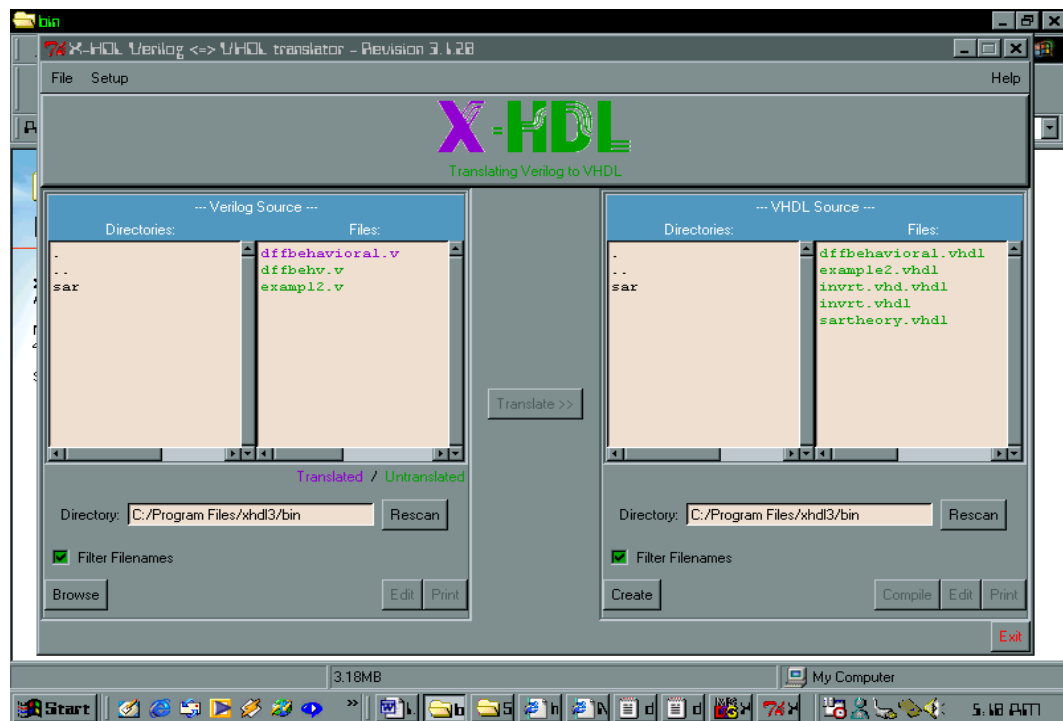 bin
X-HDL Verilog <=> VHDL translator - Revision 3.1.28
File Setup Help
X-HDL
Translating Verilog to VHDL
--- Verilog Source ---
Directories: Files:
.
..
sar
dffbehavioral.v
dffbehv.v
exampl2.v
Translate >>
--- VHDL Source ---
Directories: Files:
.
..
sar
dffbehavioral.vhdl
example2.vhdl
invrt.vhd.vhdl
invrt.vhdl
sartheory.vhdl
Translated / Untranslated
Directory: C:/Program Files/xhdl3/bin Rescan
Filter Filenames
Browse Edit Print
Directory: C:/Program Files/xhdl3/bin Rescan
Filter Filenames
Create Compile Edit Print
Exit
3.18MB My Computer
Start